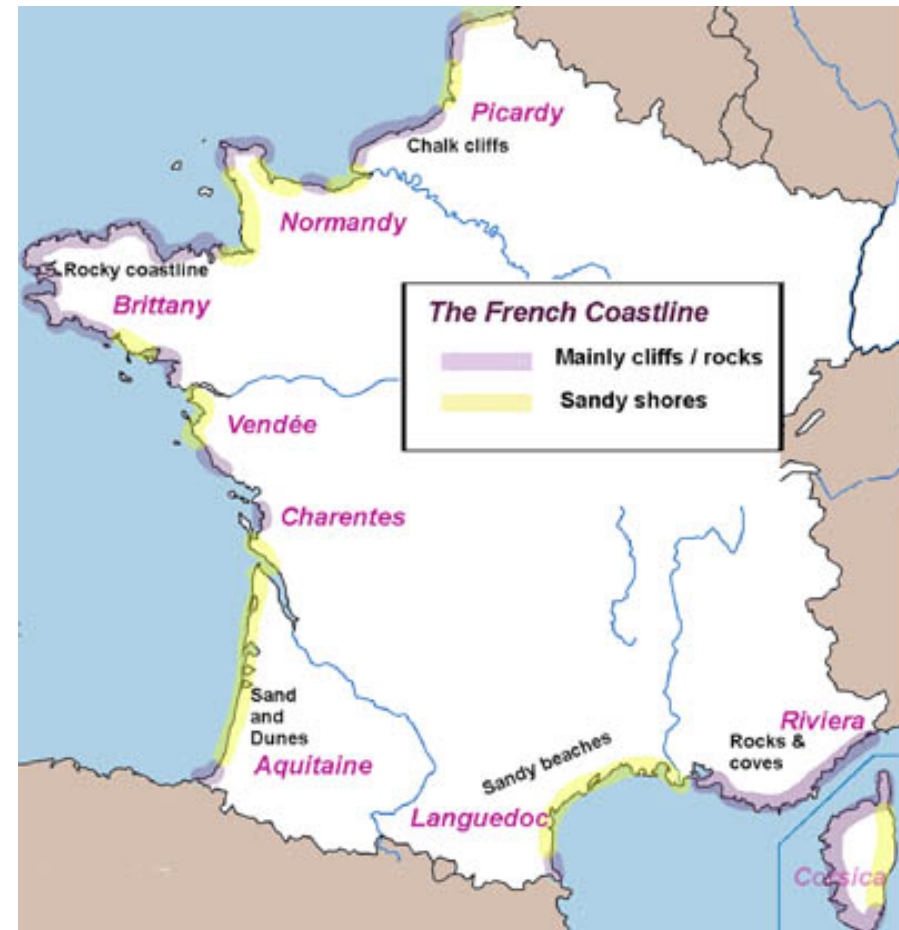 Picardy
Chalk cliffs
Normandy
Rocky coastline
Brittany
The French Coastline
Mainly cliffs / rocks
Sandy shores
Vendée
Charentes
Sand
and
Dunes
Aquitaine
Sandy beaches
Languedoc
Riviera
Rocks &
coves
Corsica